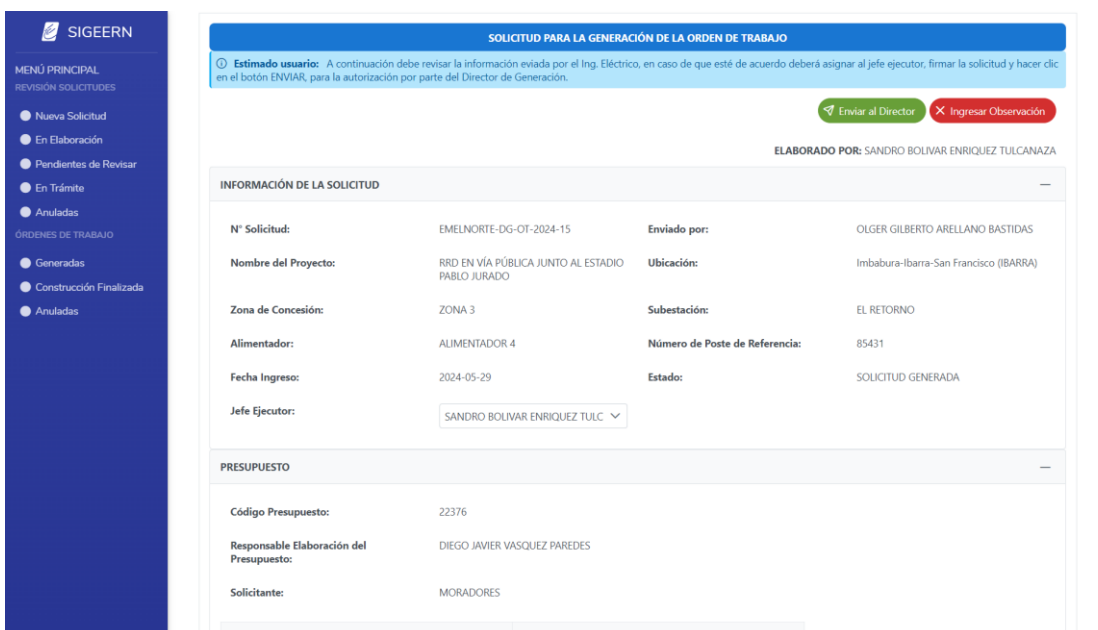 SIGEERN
MENÚ PRINCIPAL
REVISIÓN SOLICITUDES
Nueva Solicitud
En Elaboración
Pendientes de Revisar
En Trámite
Anuladas
ÓRDENES DE TRABAJO
Generadas
Construcción Finalizada
Anuladas
SOLICITUD PARA LA GENERACIÓN DE LA ORDEN DE TRABAJO
Estimado usuario: A continuación debe revisar la información eviada por el Ing. Eléctrico, en caso de que esté de acuerdo deberá asignar al jefe ejecutor, firmar la solicitud y hacer clic
en el botón ENVIAR, para la autorización por parte del Director de Generación.
Enviar al Director
Ingresar Observación
ELABORADO POR: SANDRO BOLIVAR ENRIQUEZ TULCANAZA
INFORMACIÓN DE LA SOLICITUD
N° Solicitud: EMELNORTE-DG-OT-2024-15 Enviado por: OLGER GILBERTO ARELLANO BASTIDAS
Nombre del Proyecto: RRD EN VÍA PÚBLICA JUNTO AL ESTADIO Ubicación: Imbabura-Ibarra-San Francisco (IBARRA)
PABLO JURADO
Zona de Concesión: ZONA 3 Subestación: EL RETORNO
Alimentador: ALIMENTADOR 4 Número de Poste de Referencia: 85431
Fecha Ingreso: 2024-05-29 Estado: SOLICITUD GENERADA
Jefe Ejecutor: SANDRO BOLIVAR ENRIQUEZ TULC
PRESUPUESTO
Código Presupuesto: 22376
Responsable Elaboración del DIEGO JAVIER VASQUEZ PAREDES
Presupuesto:
Solicitante: MORADORES